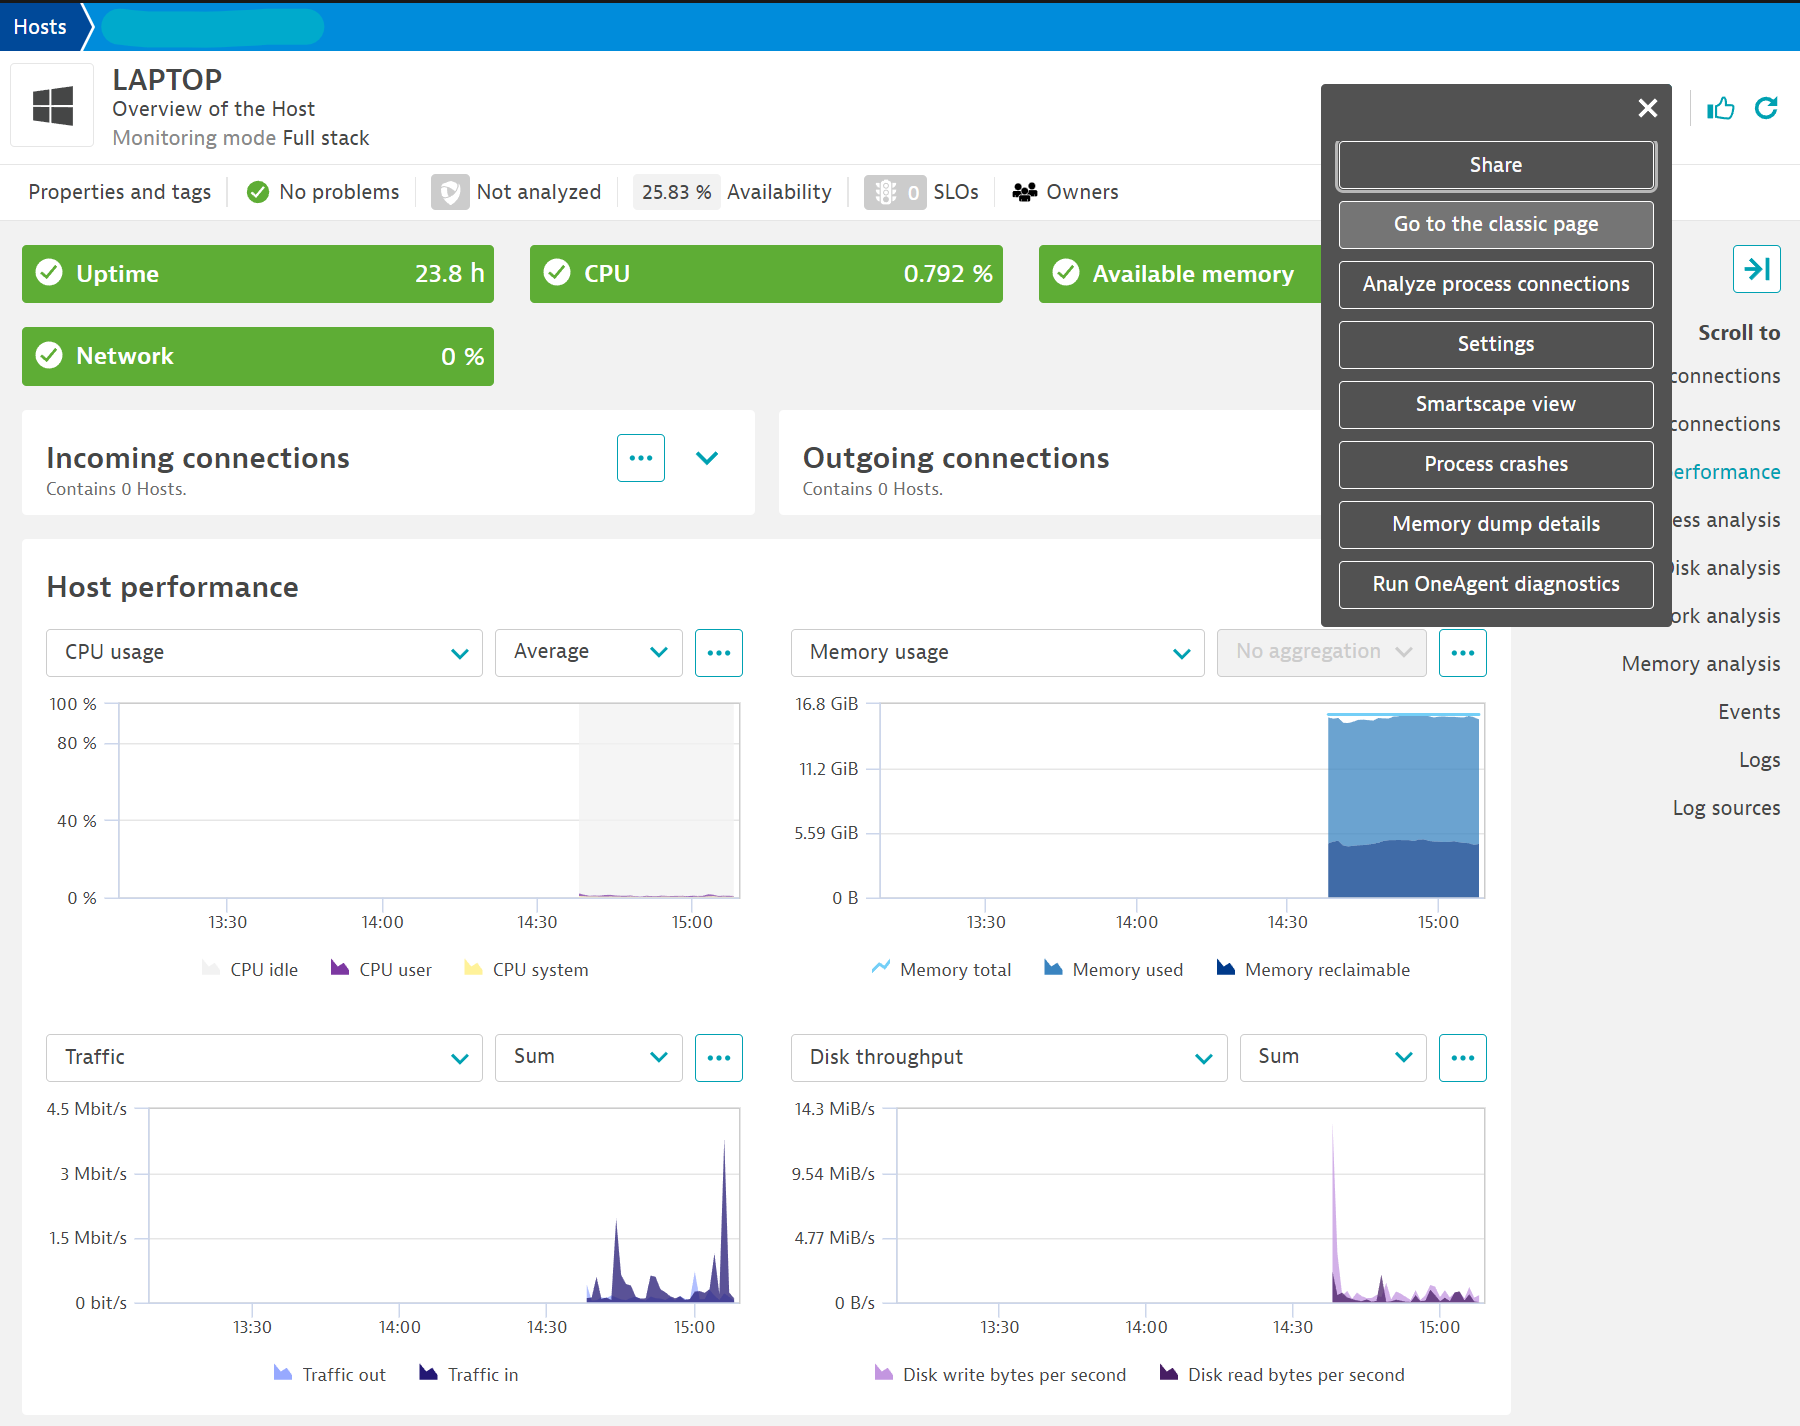 Hosts
LAPTOP
Overview of the Host
Monitoring mode Full stack
Properties and tags
No problems
Not analyzed
25.83 % Availability
0 SLOs
Owners
Share
Go to the classic page
Analyze process connections
Settings
Smartscape view
Process crashes
Memory dump details
Run OneAgent diagnostics
Uptime 23.8 h
CPU 0.792 %
Available memory
Network 0 %
Scroll to
connections
connections
erformance
ess analysis
isk analysis
ork analysis
Memory analysis
Events
Logs
Log sources
Incoming connections
Contains 0 Hosts.
Outgoing connections
Contains 0 Hosts.
Host performance
CPU usage
Average
100 %
80 %
40 %
0 %
13:30 14:00 14:30 15:00
CPU idle CPU user CPU system
Memory usage
No aggregation
16.8 GiB
11.2 GiB
5.59 GiB
0 B
13:30 14:00 14:30 15:00
Memory total Memory used Memory reclaimable
Traffic
Sum
4.5 Mbit/s
3 Mbit/s
1.5 Mbit/s
0 bit/s
13:30 14:00 14:30 15:00
Traffic out Traffic in
Disk throughput
Sum
14.3 MiB/s
9.54 MiB/s
4.77 MiB/s
0 B/s
13:30 14:00 14:30 15:00
Disk write bytes per second Disk read bytes per second